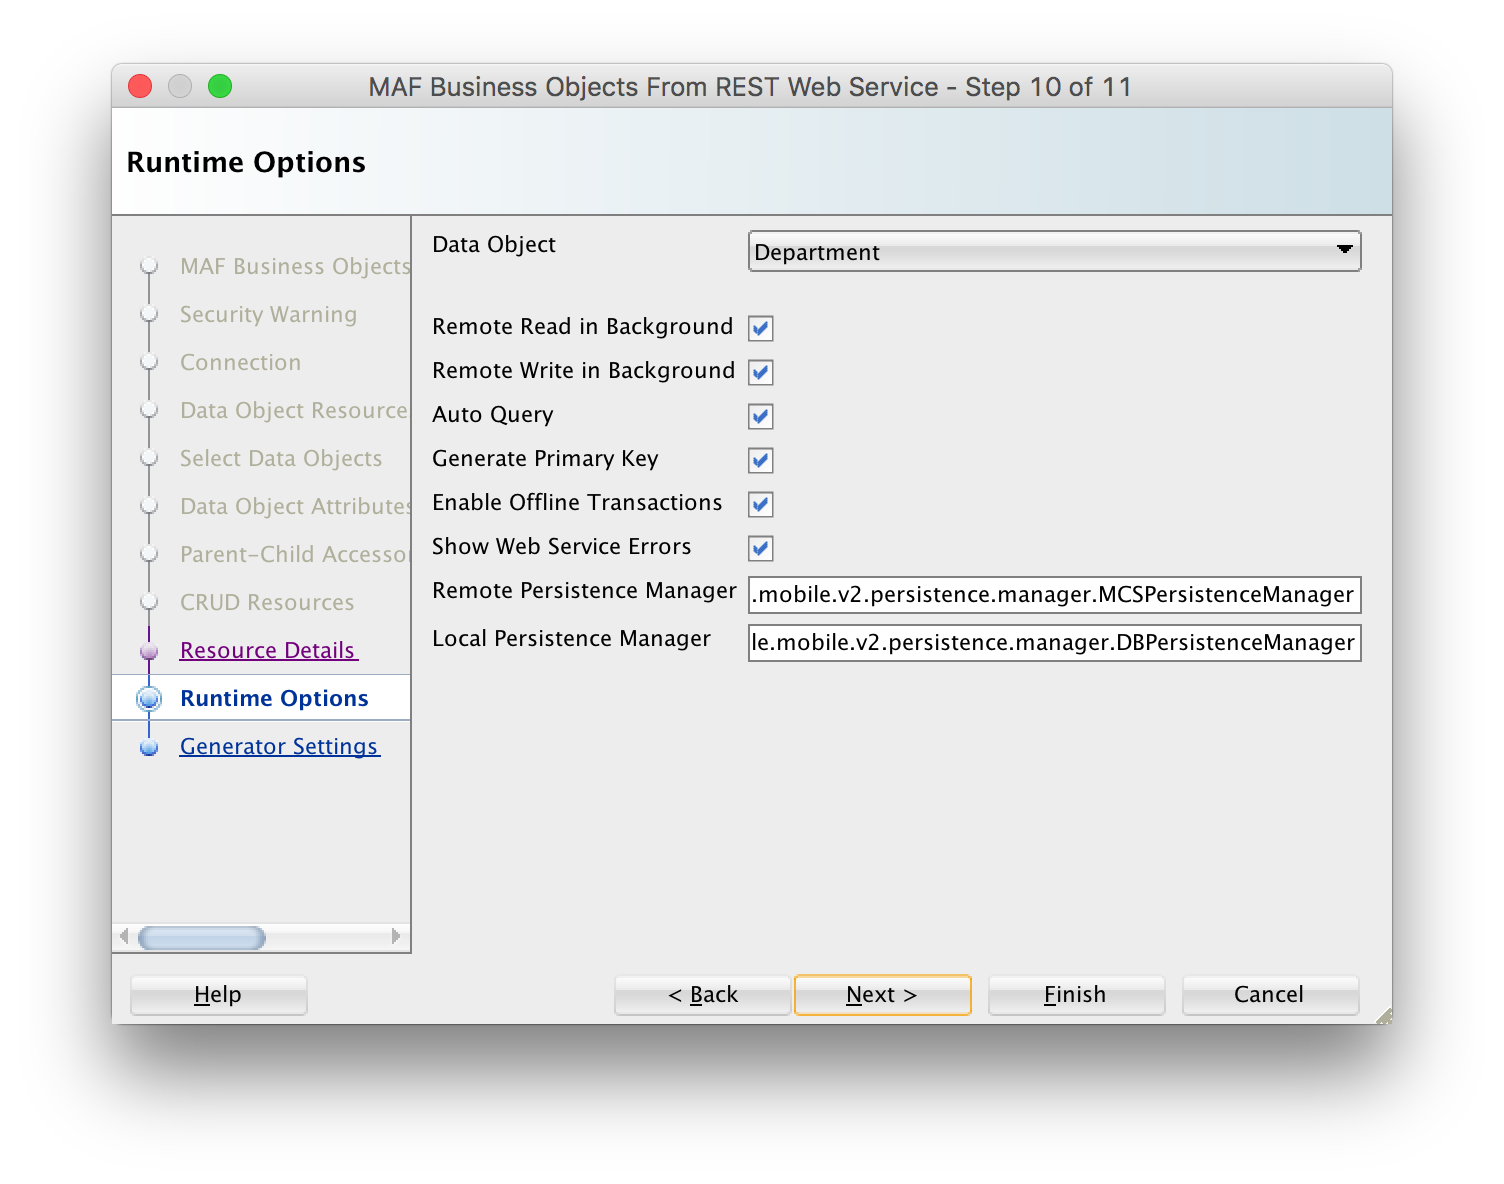 MAF Business Objects From REST Web Service - Step 10 of 11
Runtime Options
MAF Business Objects
Security Warning
Connection
Data Object Resource
Select Data Objects
Data Object Attributes
Parent-Child Accessor
CRUD Resources
Resource Details
Runtime Options
Generator Settings
Data Object
Department
Remote Read in Background
Remote Write in Background
Auto Query
Generate Primary Key
Enable Offline Transactions
Show Web Service Errors
Remote Persistence Manager .mobile.v2.persistence.manager.MCSPersistenceManager
Local Persistence Manager le.mobile.v2.persistence.manager.DBPersistenceManager
Help
< Back
Next >
Finish
Cancel